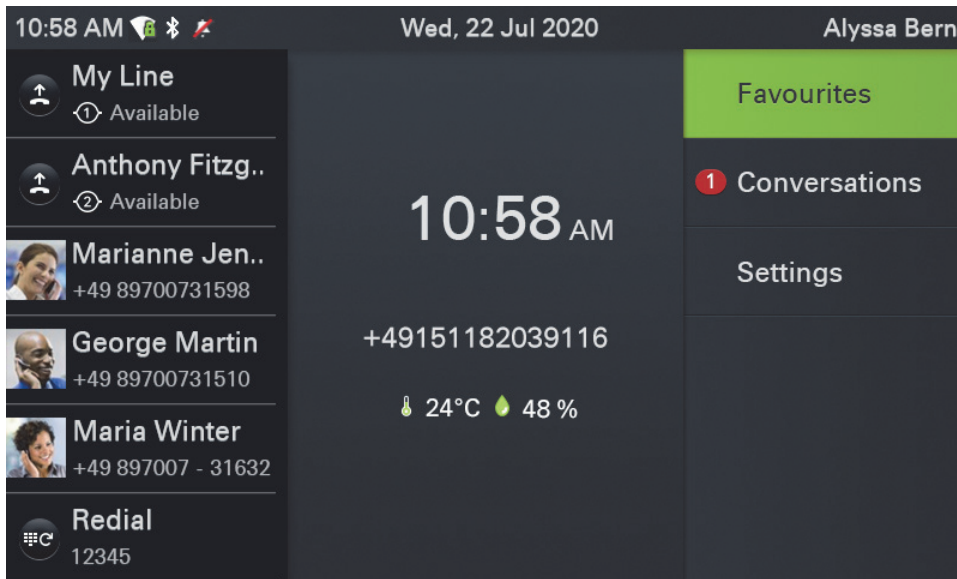 10:58 AM
Wed, 22 Jul 2020
Alyssa Bern
My Line
1 Available
Anthony Fitzg..
2 Available
Marianne Jen..
+49 89700731598
George Martin
+49 89700731510
Maria Winter
+49 897007 - 31632
Redial
12345
10:58 AM
+49151182039116
24°C 48 %
Favourites
1 Conversations
Settings